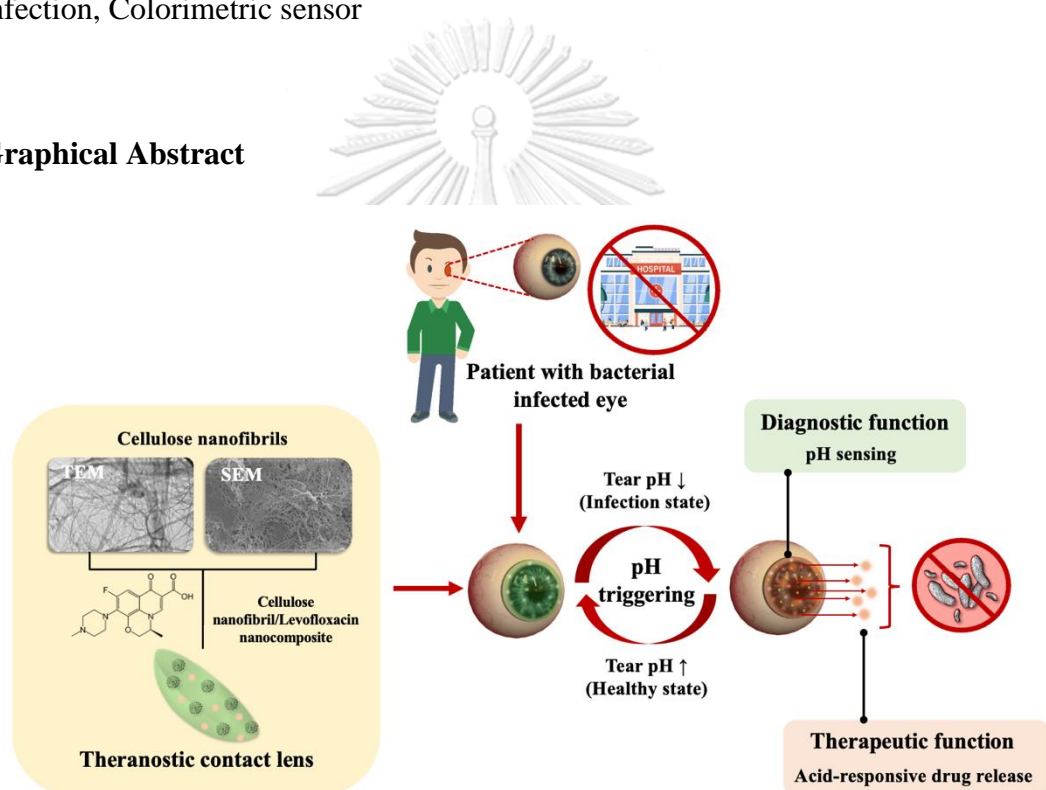 nfection, Colorimetric sensor
Graphical Abstract
HOSPITAL
Patient with bacterial
infected eye
Cellulose nanofibrils
TEM
SEM
F
O
O
OH
N
N
N
O
Cellulose
nanofibril/Levofloxacin
nanocomposite
Theranostic contact lens
Tear pH ↓
(Infection state)
pH
triggering
Tear pH ↑
(Healthy state)
Diagnostic function
pH sensing
Therapeutic function
Acid-responsive drug release